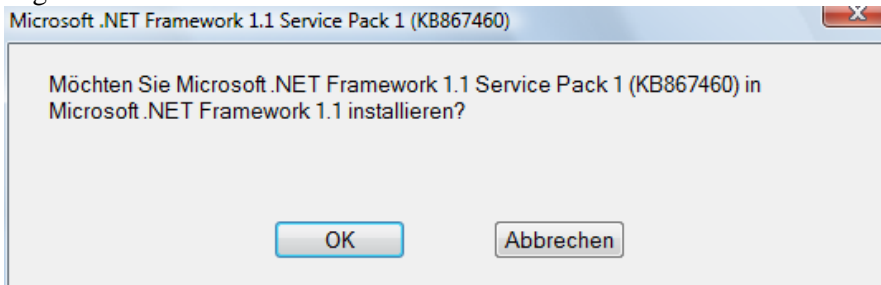 Microsoft .NET Framework 1.1 Service Pack 1 (KB867460)
Möchten Sie Microsoft .NET Framework 1.1 Service Pack 1 (KB867460) in
Microsoft .NET Framework 1.1 installieren?
OK
Abbrechen